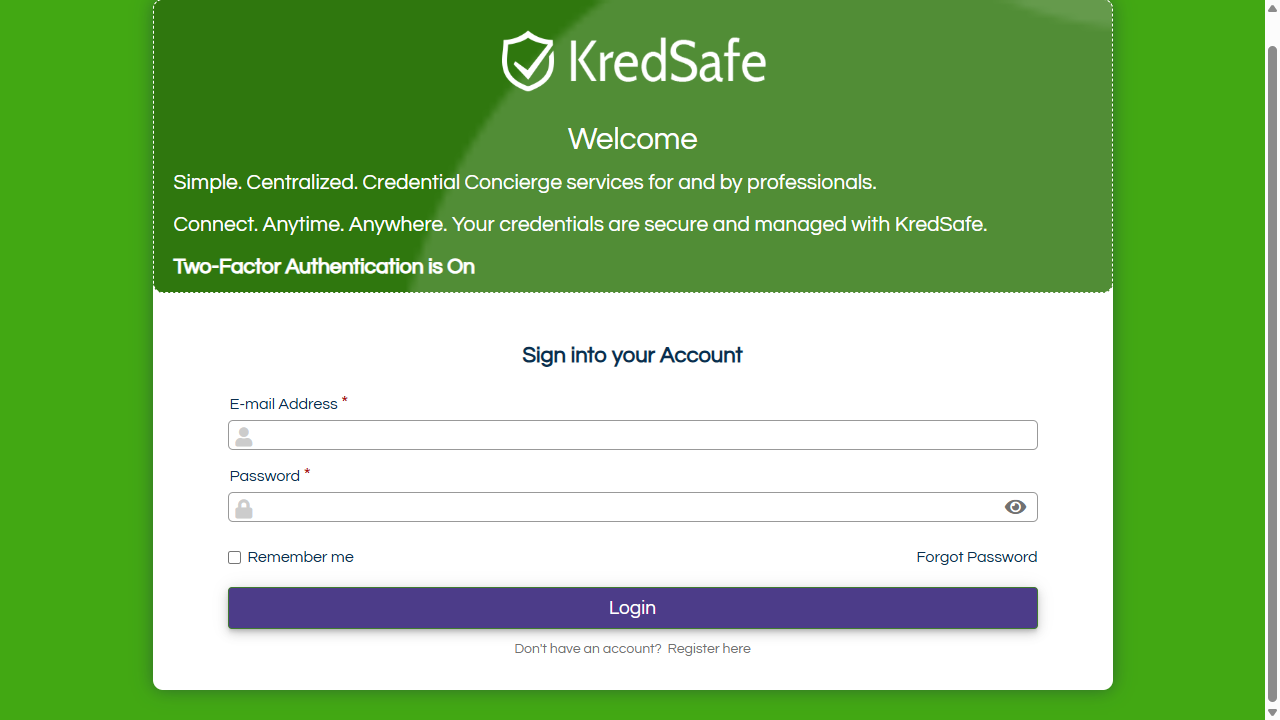 KredSafe
Welcome
Simple. Centralized. Credential Concierge services for and by professionals.
Connect. Anytime. Anywhere. Your credentials are secure and managed with KredSafe.
Two-Factor Authentication is On
Sign into your Account
E-mail Address *
Password *
Remember me
Forgot Password
Login
Don't have an account? Register here